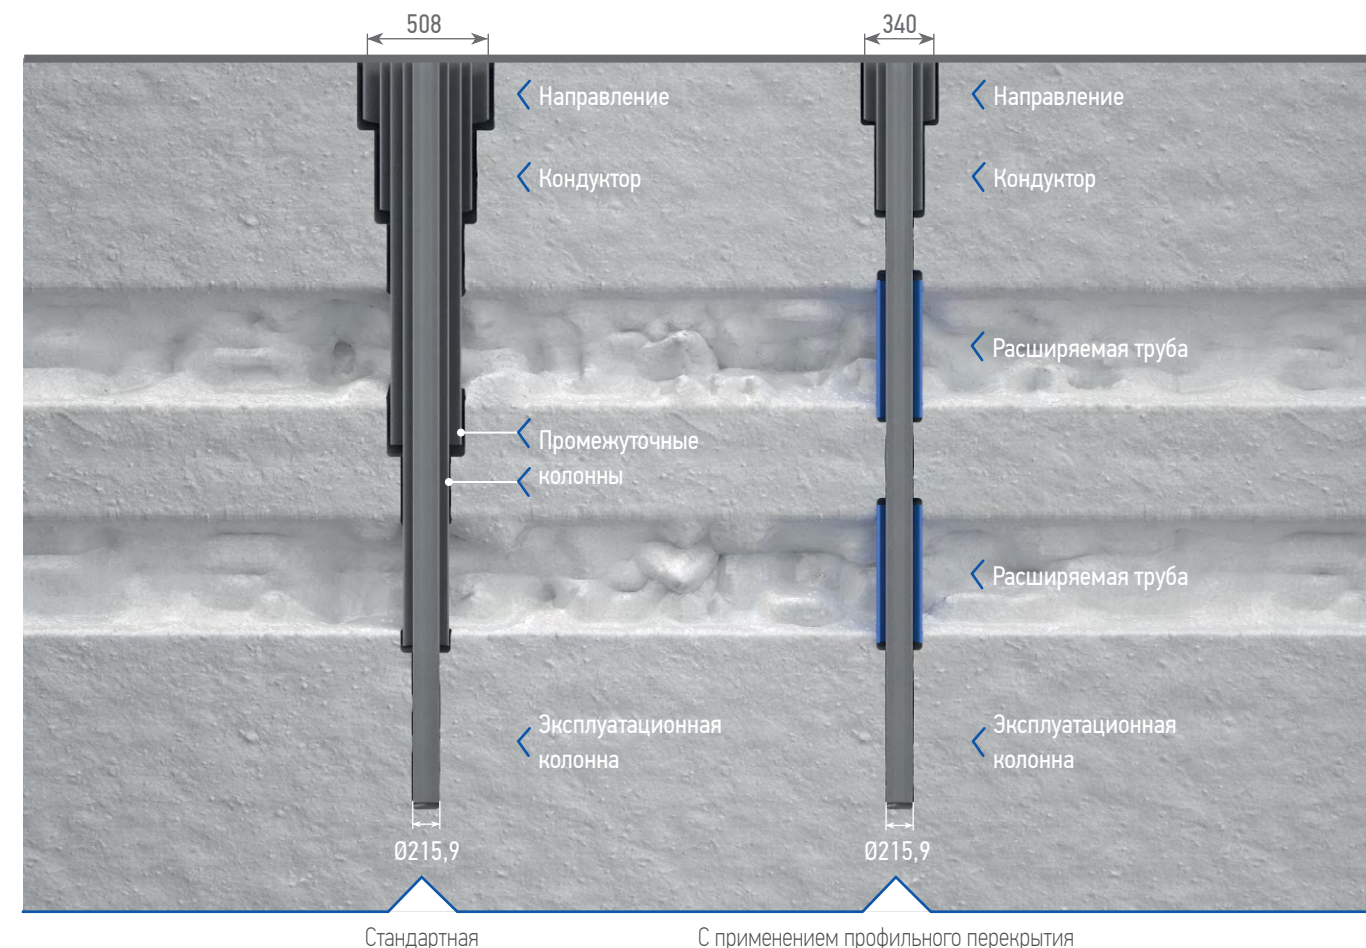 508
340
Направление
Направление
Кондуктор
Кондуктор
Расширяемая труба
Промежуточные
колонны
Расширяемая труба
Эксплуатационная
колонна
Эксплуатационная
колонна
Ø215,9
Ø215,9
Стандартная
С применением профильного перекрытия